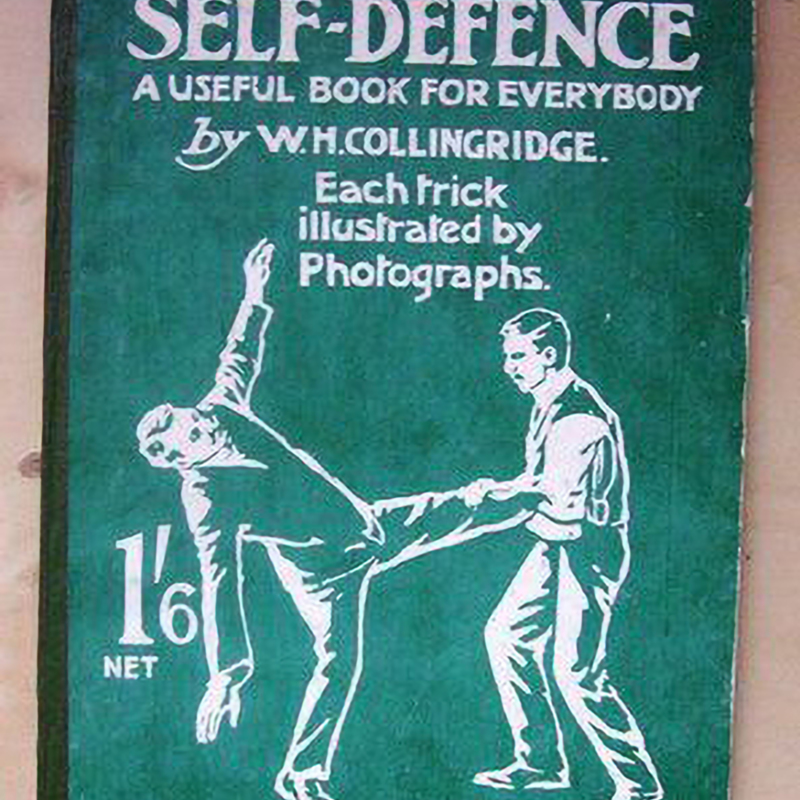 SELF-DEFENCE
A USEFUL BOOK FOR EVERYBODY
by W.H.COLLINGRIDGE.
Each trick
illustrated by
Photographs.
1'6
NET